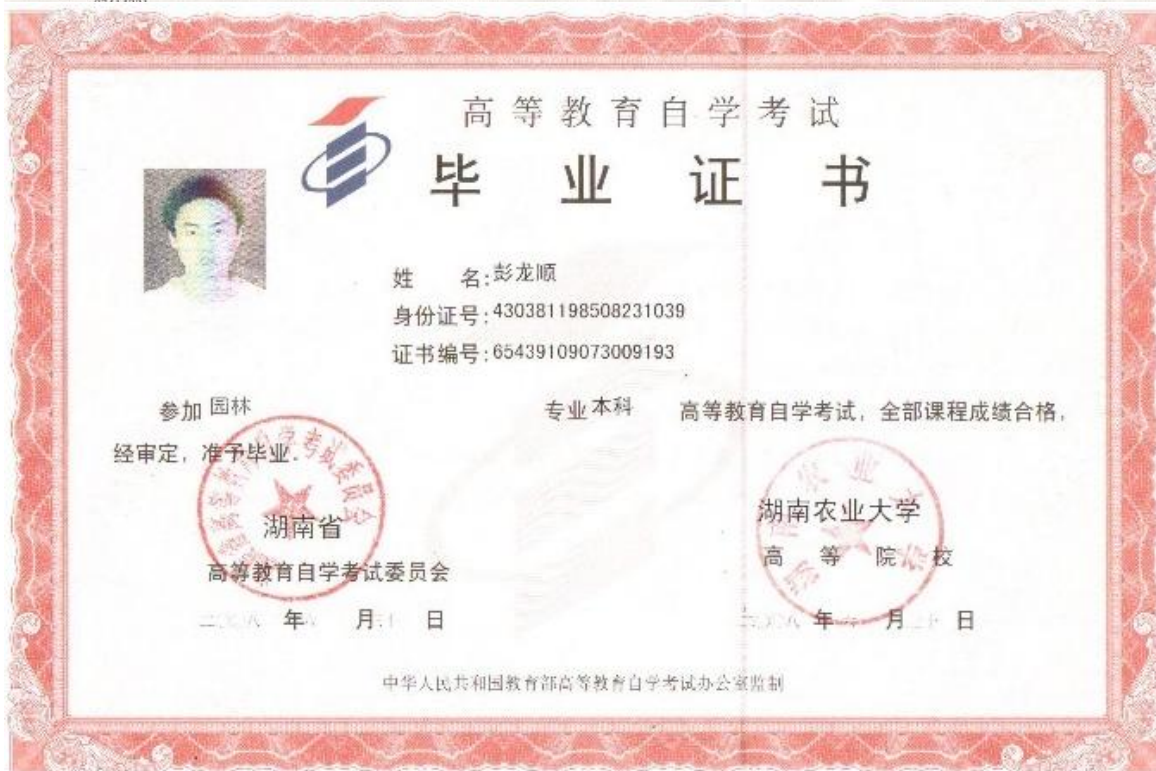 高等教育自学考试
毕业证书
姓 名:彭龙顺
身份证号:430381198508231039
证书编号:65439109073009193
参加 园林 专业 本科 高等教育自学考试，全部课程成绩合格，
经审定，准予毕业.
湖南省
高等教育自学考试委员会
年 月 日
湖南农业大学
高等院校
二〇〇八 年 月 日
中华人民共和国教育部高等教育自学考试办公室监制